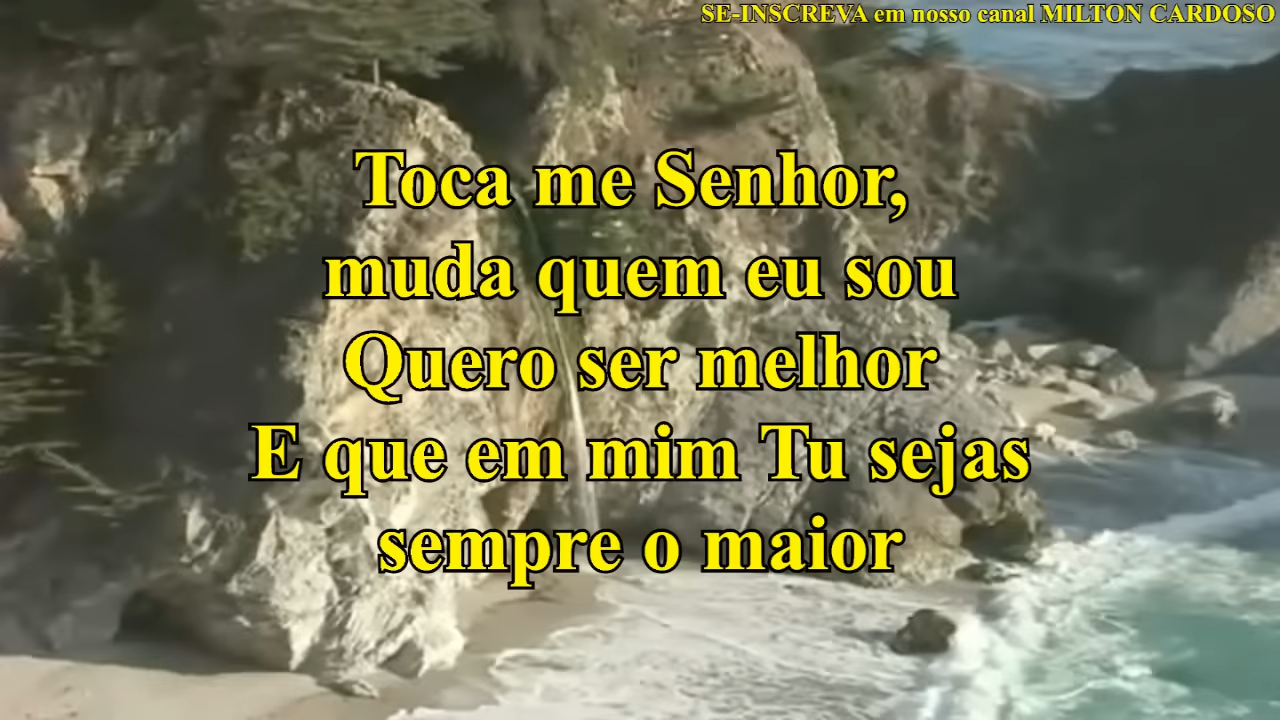 SE-INSCREVA em nosso canal MILTON CARDOSO
Toca me Senhor,
muda quem eu sou
Quero ser melhor
E que em mim Tu sejas
sempre o maior